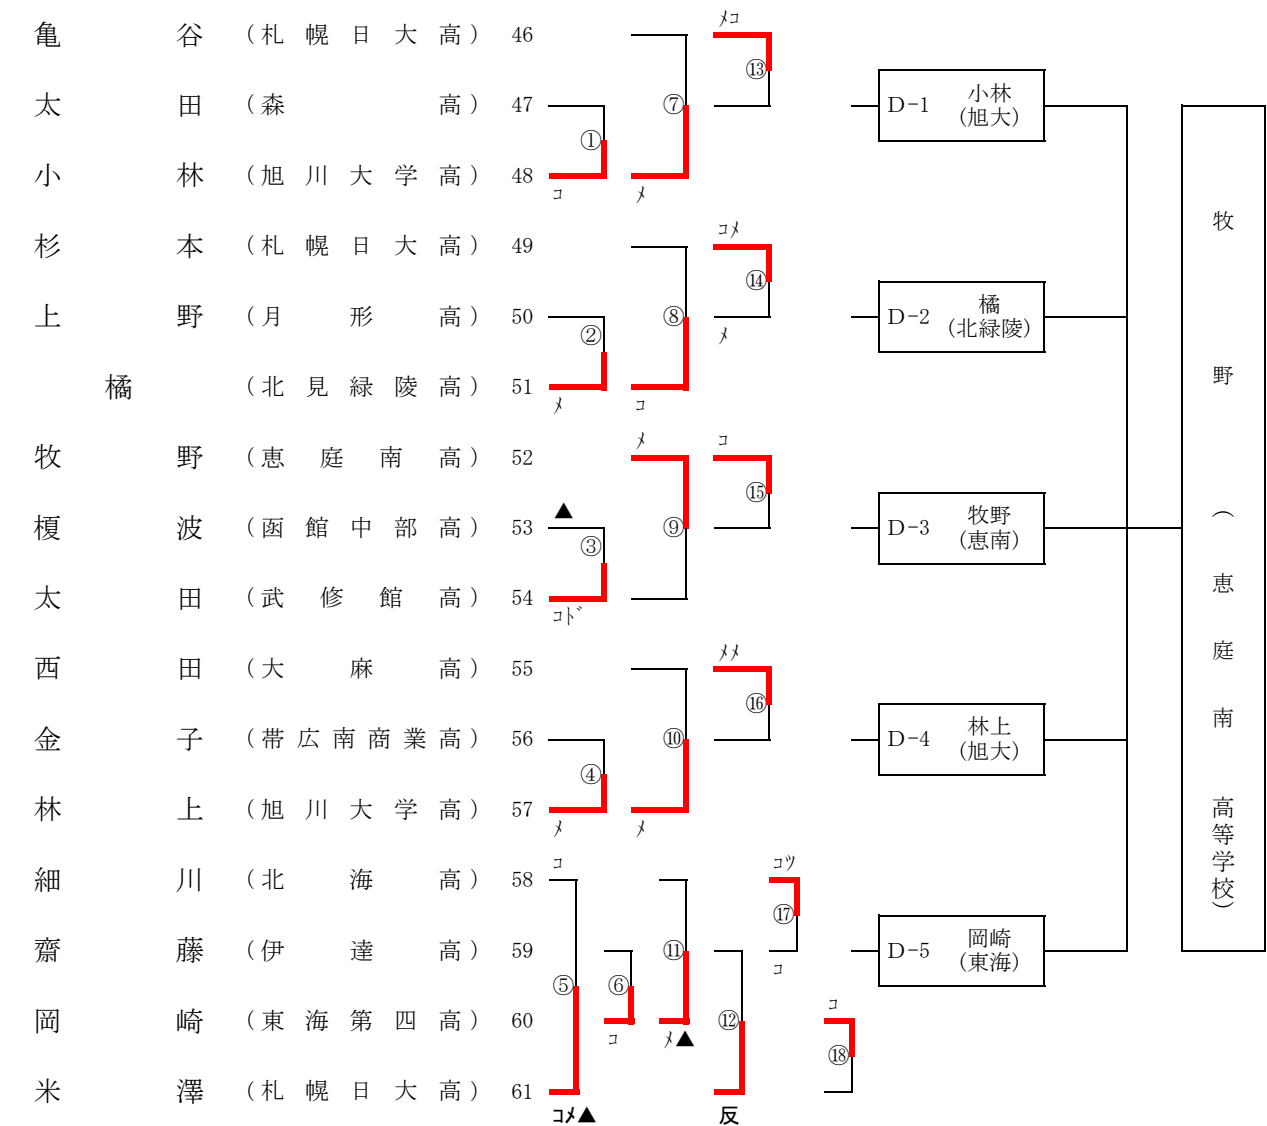 亀谷（札幌日大高）46
太田（森高）47
小林（旭川大学高）48
杉本（札幌日大高）49
上野（月形高）50
橘（北見緑陵高）51
牧野（恵庭南高）52
榎波（函館中部高）53
太田（武修館高）54
西田（大麻高）55
金子（帯広南商業高）56
林上（旭川大学高）57
細川（北海高）58
齋藤（伊達高）59
岡崎（東海第四高）60
米澤（札幌日大高）61
①
ｺ
②
ﾒ
▲
③
ｺﾄﾞ
④
ﾒ
ｺ
⑤
ｺﾒ▲
⑥
ｺ
⑦
ﾒ
⑧
ｺ
ﾒ
⑨
⑩
ﾒ
⑪
ﾒ▲
⑫
反
ﾒｺ
⑬
ｺﾒ
⑭
ﾒ
ｺ
⑮
ﾒﾒ
⑯
ｺﾂ
⑰
ｺ
ｺ
⑱
D-1 小林
（旭大）
D-2 橘
（北緑陵）
D-3 牧野
（恵南）
D-4 林上
（旭大）
D-5 岡崎
（東海）
牧野（恵庭南高等学校）